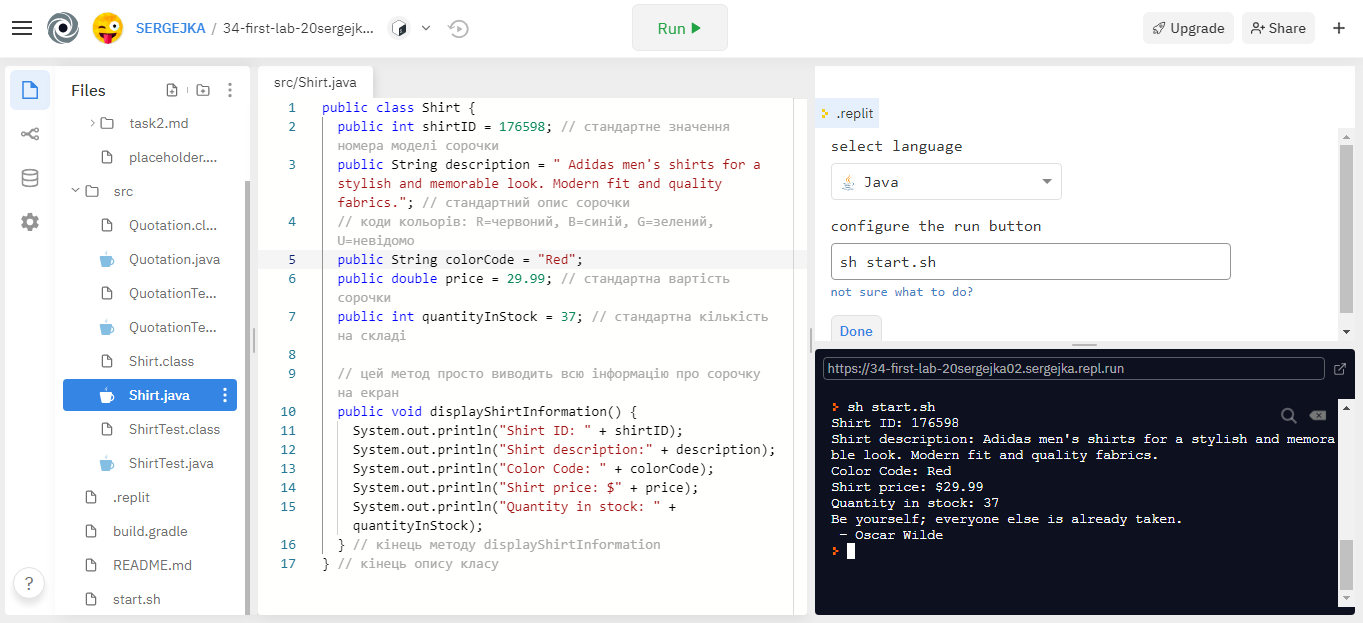 SERGEJKA / 34-first-lab-20sergejk...
Run
Upgrade
Share
Files
task2.md
placeholder....
src
Quotation.cl...
Quotation.java
QuotationTe...
QuotationTe...
Shirt.class
Shirt.java
ShirtTest.class
ShirtTest.java
.replit
build.gradle
README.md
start.sh
?
src/Shirt.java
1 public class Shirt {
2 public int shirtID = 176598; // стандартне значення
номера моделі сорочки
3 public String description = " Adidas men's shirts for a
stylish and memorable look. Modern fit and quality
fabrics."; // стандартний опис сорочки
4 // коди кольорів: R=червоний, B=синій, G=зелений,
U=невідомо
5 public String colorCode = "Red";
6 public double price = 29.99; // стандартна вартість
сорочки
7 public int quantityInStock = 37; // стандартна кількість
на складі
8
9 // цей метод просто виводить всю інформацію про сорочку
на екран
10 public void displayShirtInformation() {
11 System.out.println("Shirt ID: " + shirtID);
12 System.out.println("Shirt description:" + description);
13 System.out.println("Color Code: " + colorCode);
14 System.out.println("Shirt price: $" + price);
15 System.out.println("Quantity in stock: " +
quantityInStock);
16 } // кінець методу displayShirtInformation
17 } // кінець опису класу
.replit
select language
Java
configure the run button
sh start.sh
not sure what to do?
Done
https://34-first-lab-20sergejka02.sergejka.repl.run
sh start.sh
Shirt ID: 176598
Shirt description: Adidas men's shirts for a stylish and memora
ble look. Modern fit and quality fabrics.
Color Code: Red
Shirt price: $29.99
Quantity in stock: 37
Be yourself; everyone else is already taken.
- Oscar Wilde